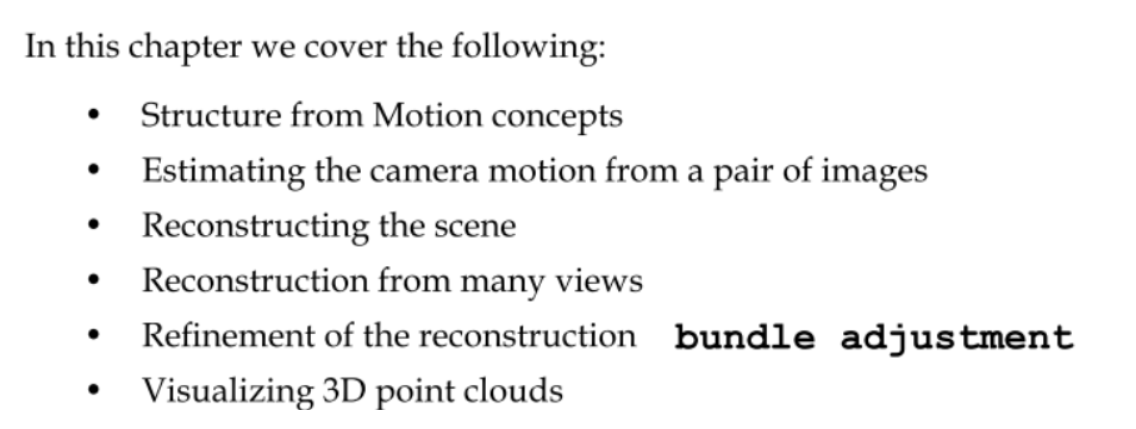 In this chapter we cover the following:
• Structure from Motion concepts
• Estimating the camera motion from a pair of images
• Reconstructing the scene
• Reconstruction from many views
• Refinement of the reconstruction bundle adjustment
• Visualizing 3D point clouds